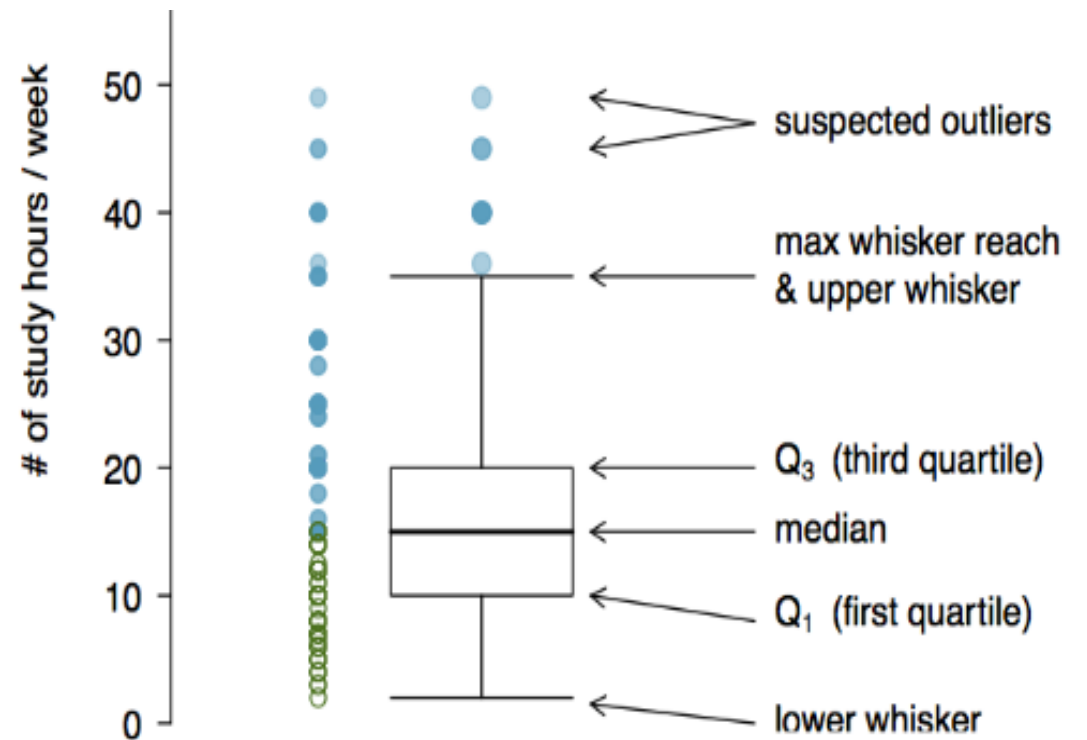 # of study hours / week
50
40
30
20
10
0
suspected outliers
max whisker reach
& upper whisker
Q₃ (third quartile)
median
Q₁ (first quartile)
lower whisker